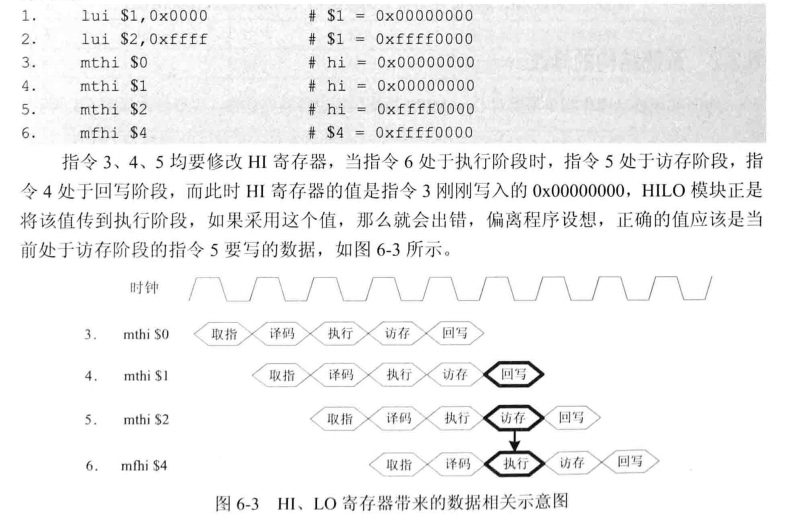 1. lui $1,0x0000 # $1 = 0x00000000
2. lui $2,0xffff # $2 = 0xffff0000
3. mthi $0 # hi = 0x00000000
4. mthi $1 # hi = 0x00000000
5. mthi $2 # hi = 0xffff0000
6. mfhi $4 # $4 = 0xffff0000
指令 3、4、5 均要修改 HI 寄存器，当指令 6 处于执行阶段时，指令 5 处于访存阶段，指
令 4 处于回写阶段，而此时 HI 寄存器的值是指令 3 刚刚写入的 0x00000000，HILO 模块正是
将该值传到执行阶段，如果采用这个值，那么就会出错，偏离程序设想，正确的值应该是当
前处于访存阶段的指令 5 要写的数据，如图 6-3 所示。
时钟
3. mthi $0 取指 译码 执行 访存 回写
4. mthi $1 取指 译码 执行 访存 回写
5. mthi $2 取指 译码 执行 访存 回写
6. mfhi $4 取指 译码 执行 访存 回写
图 6-3 HI、LO 寄存器带来的数据相关示意图